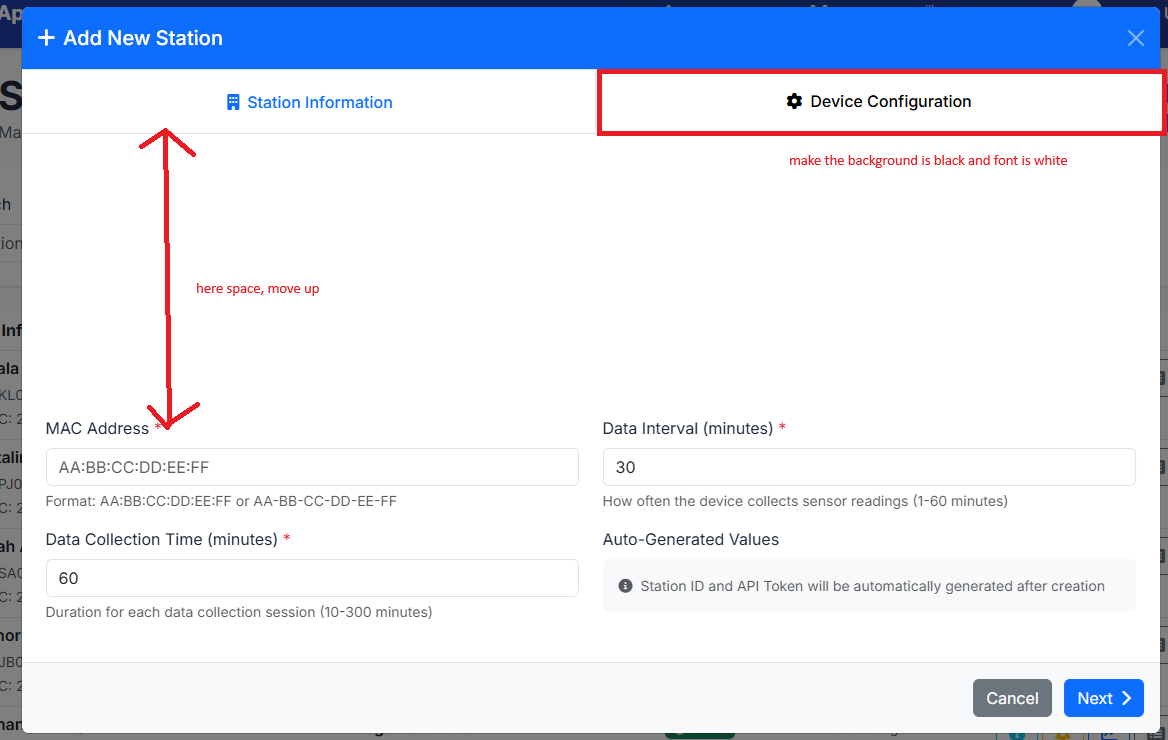 Ap
Add New Station
Station Information
Device Configuration
make the background is black and font is white
here space, move up
MAC Address *
Data Interval (minutes) *
AA:BB:CC:DD:EE:FF
30
Format: AA:BB:CC:DD:EE:FF or AA-BB-CC-DD-EE-FF
How often the device collects sensor readings (1-60 minutes)
Data Collection Time (minutes) *
Auto-Generated Values
60
Station ID and API Token will be automatically generated after creation
Duration for each data collection session (10-300 minutes)
Cancel
Next